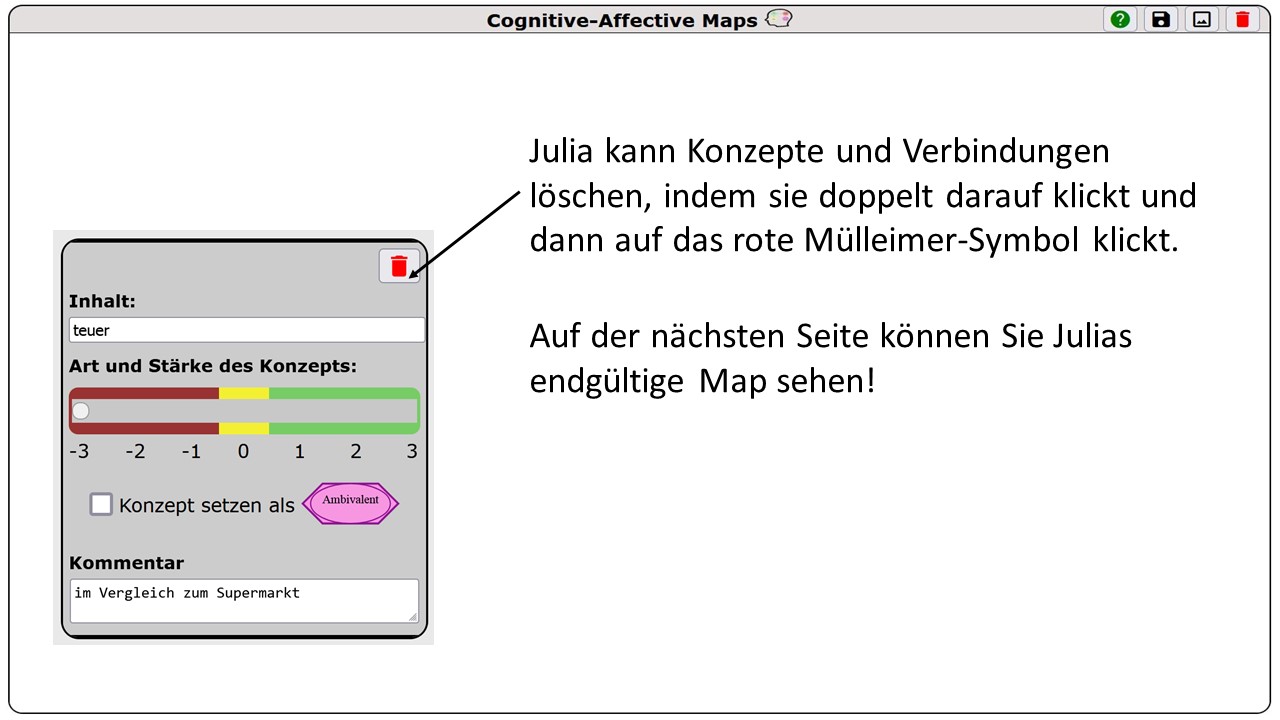 Cognitive-Affective Maps
Julia kann Konzepte und Verbindungen
löschen, indem sie doppelt darauf klickt und
dann auf das rote Mülleimer-Symbol klickt.
Auf der nächsten Seite können Sie Julias
endgültige Map sehen!
Inhalt:
teuer
Art und Stärke des Konzepts:
-3 -2 -1 0 1 2 3
Konzept setzen als Ambivalent
Kommentar
im Vergleich zum Supermarkt